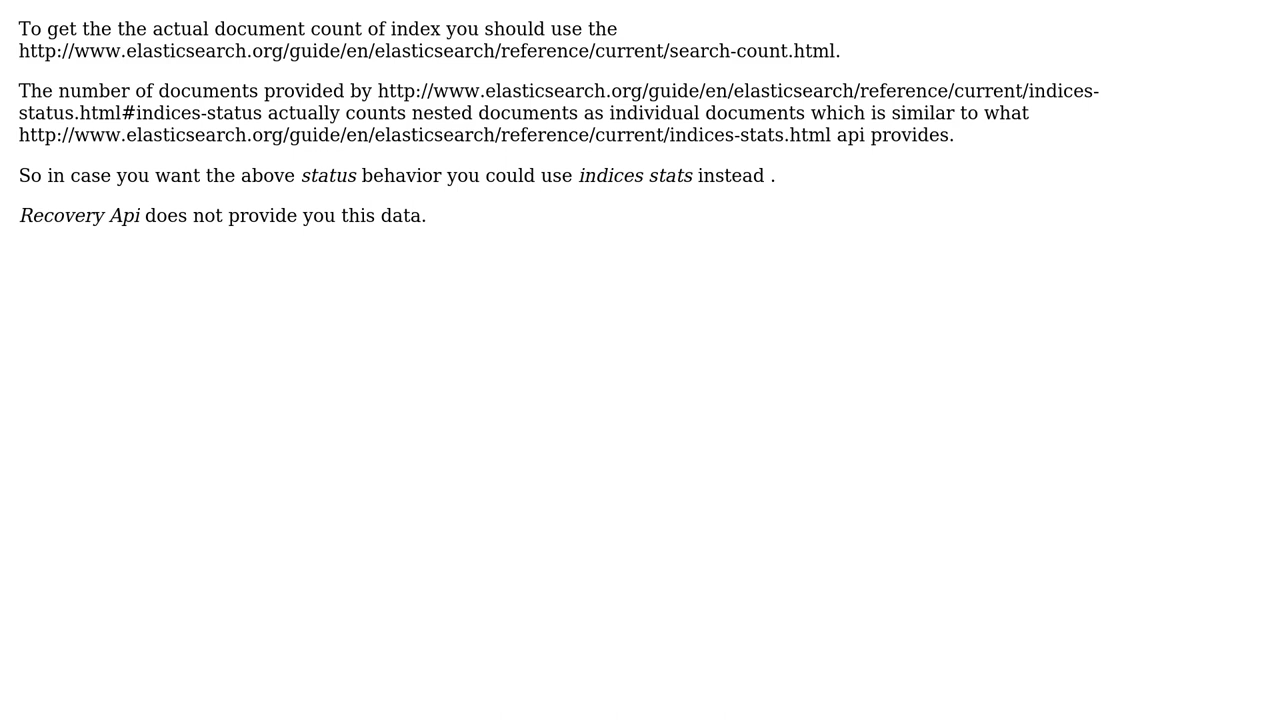 To get the the actual document count of index you should use the
http://www.elasticsearch.org/guide/en/elasticsearch/reference/current/search-count.html.
The number of documents provided by http://www.elasticsearch.org/guide/en/elasticsearch/reference/current/indices-
status.html#indices-status actually counts nested documents as individual documents which is similar to what
http://www.elasticsearch.org/guide/en/elasticsearch/reference/current/indices-stats.html api provides.
So in case you want the above status behavior you could use indices stats instead .
Recovery Api does not provide you this data.